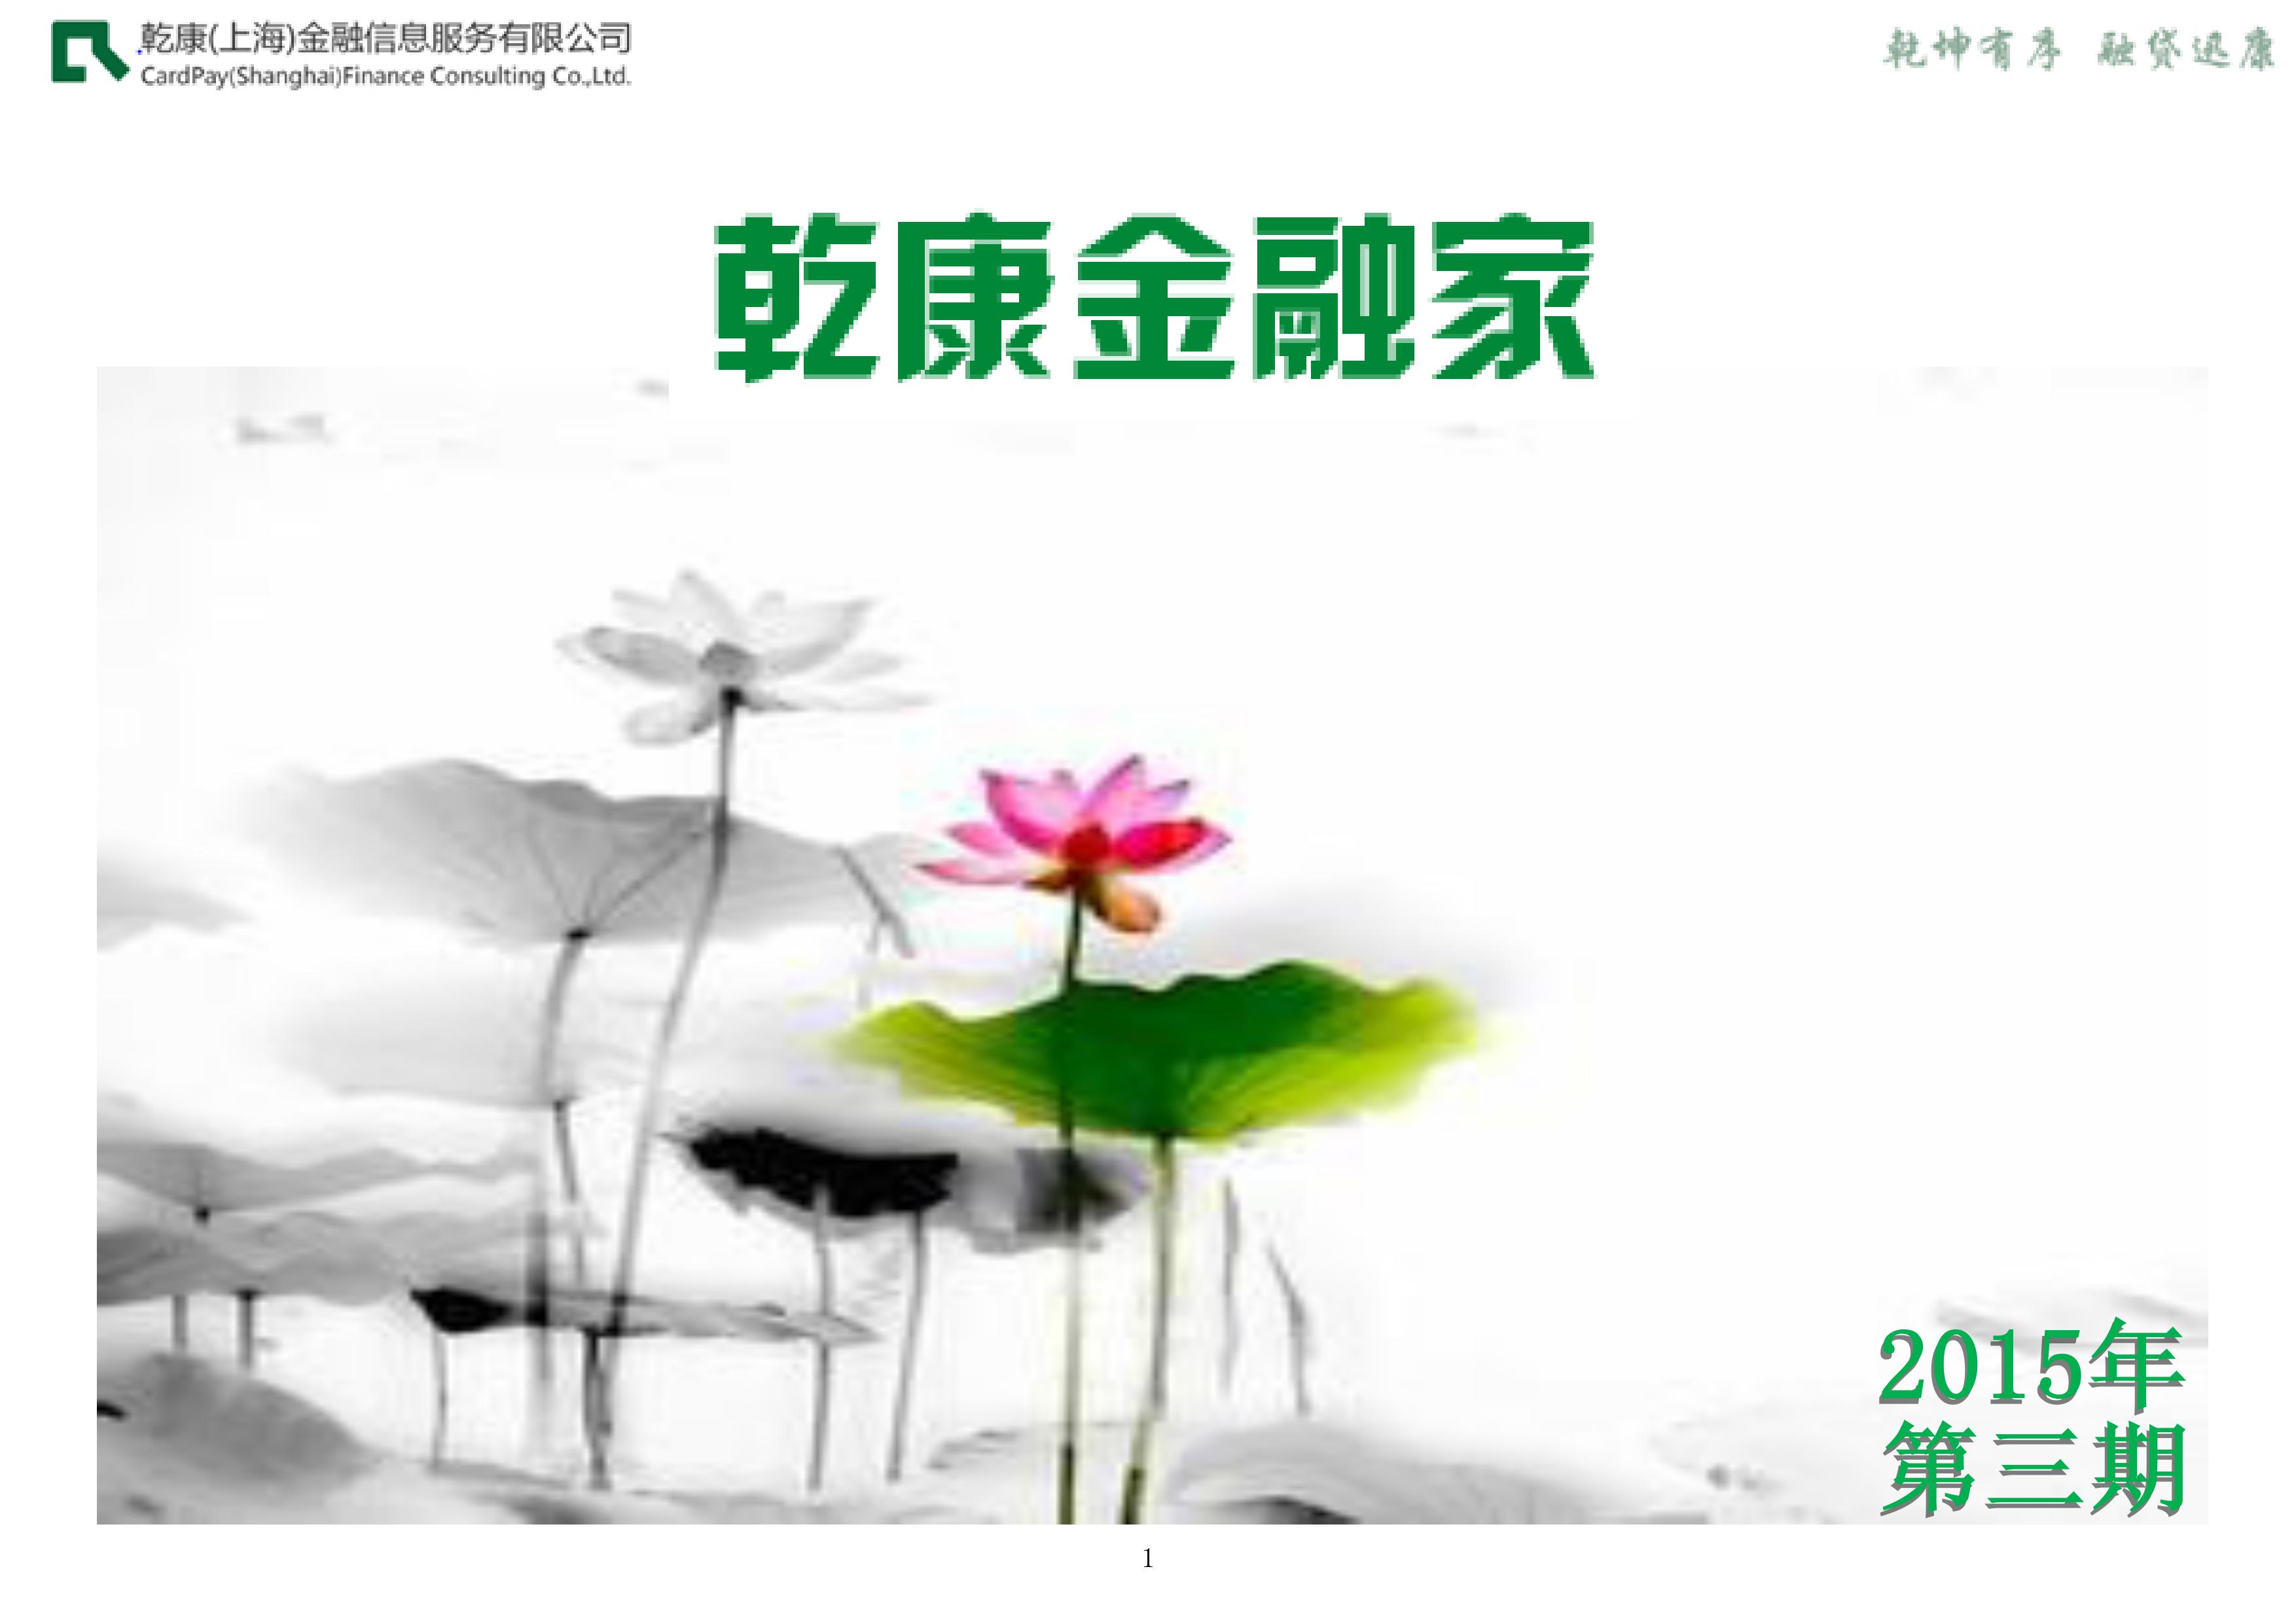 乾康(上海)金融信息服务有限公司
CardPay(Shanghai)Finance Consulting Co.,Ltd.
乾坤有序 融贷迅康
乾康金融家
2015年
第三期
1